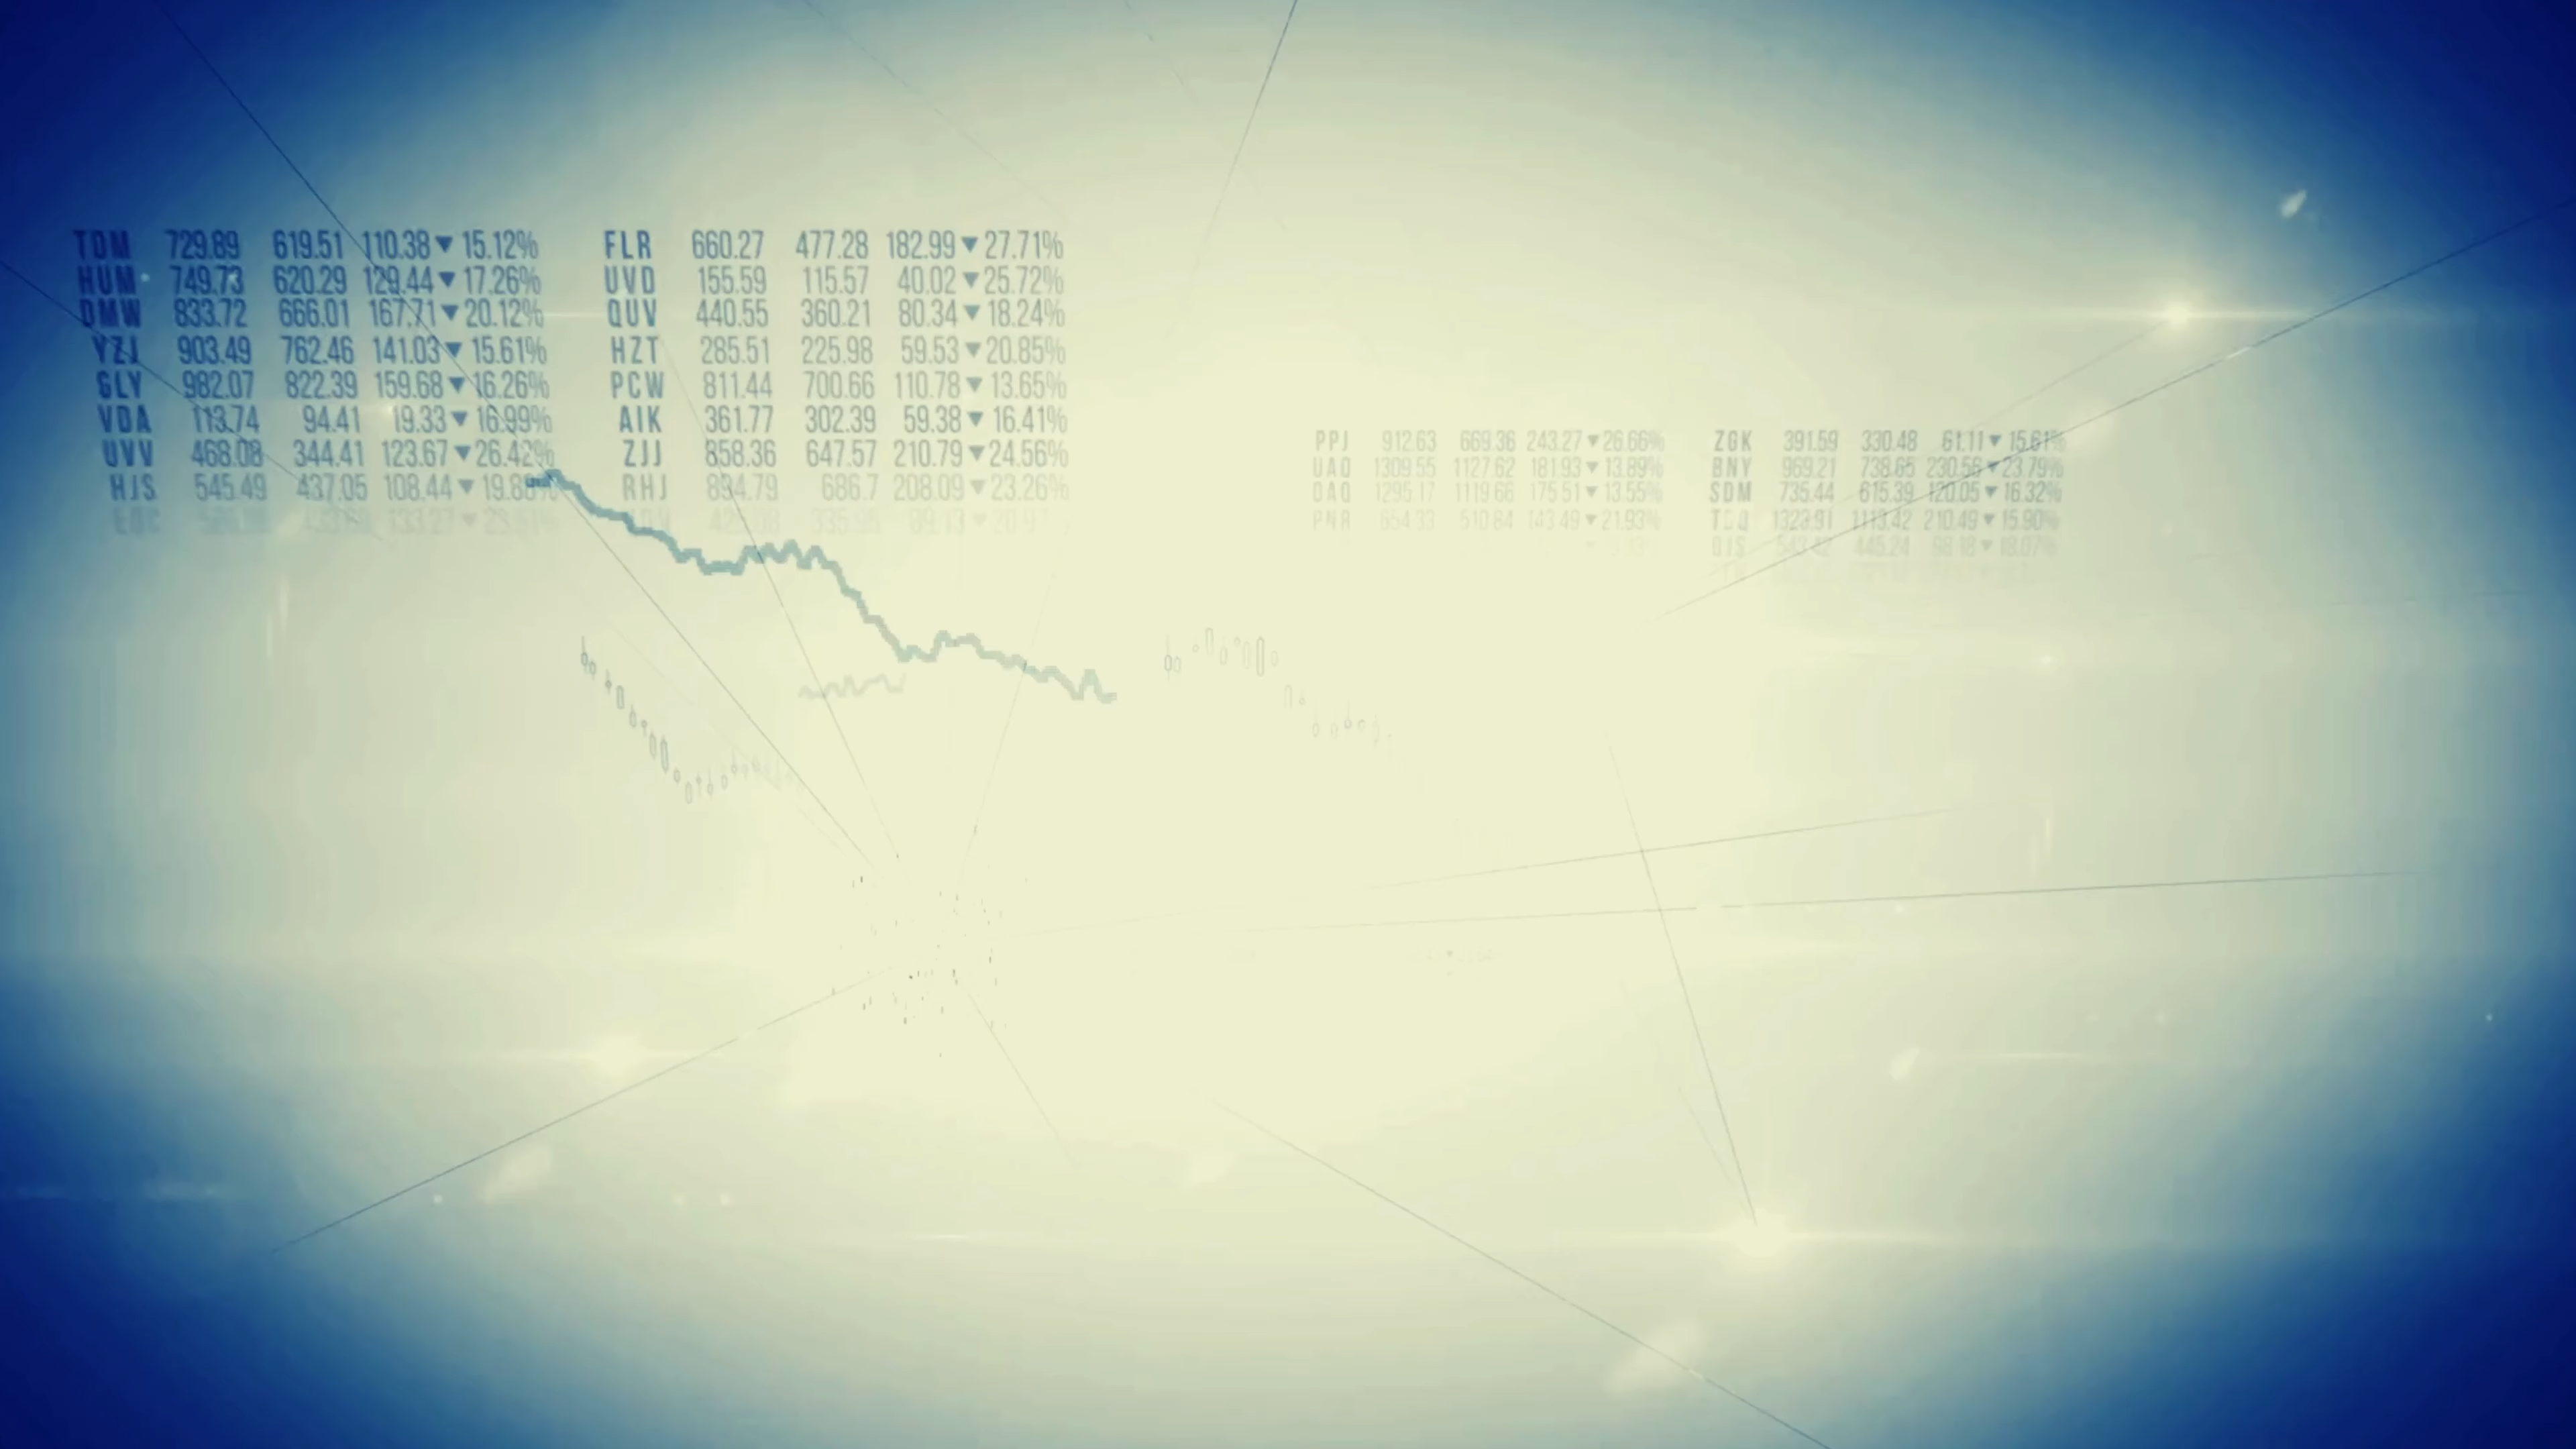 TDM 729.89 619.51 110.38 ▼ 15.12%
HUM 749.73 620.29 129.44 ▼ 17.26%
DMW 833.72 666.01 167.71 ▼ 20.12%
YZJ 903.49 762.46 141.03 ▼ 15.61%
GLY 982.07 822.39 159.68 ▼ 16.26%
VDA 113.74 94.41 19.33 ▼ 16.99%
UVV 468.08 344.41 123.67 ▼ 26.42%
HJS 545.49 437.05 108.44 ▼ 19.88%
133.27 ▼
FLR 660.27 477.28 182.99 ▼ 27.71%
UVD 155.59 115.57 40.02 ▼ 25.72%
QUV 440.55 360.21 80.34 ▼ 18.24%
HZT 285.51 225.98 59.53 ▼ 20.85%
PCW 811.44 700.66 110.78 ▼ 13.65%
AIK 361.77 302.39 59.38 ▼ 16.41%
ZJJ 858.36 647.57 210.79 ▼ 24.56%
RHJ 894.79 686.7 208.09 ▼ 23.26%
PPJ 912.63 669.36 243.27 ▼ 26.66%
UAO 1309.55 1127.62 181.93 ▼ 13.89%
OAO 1295.17 1119.66 175.51 ▼ 13.55%
PNR 654.33 510.84 143.49 ▼ 21.93%
ZGK 391.59 330.48 61.11 ▼ 15.61%
BNY 969.21 738.65 230.56 ▼ 23.79%
SDM 735.44 615.39 120.05 ▼ 16.32%
1323.91 1113.42 210.49 ▼ 15.90%
445.24 98.18 ▼ 18.07%